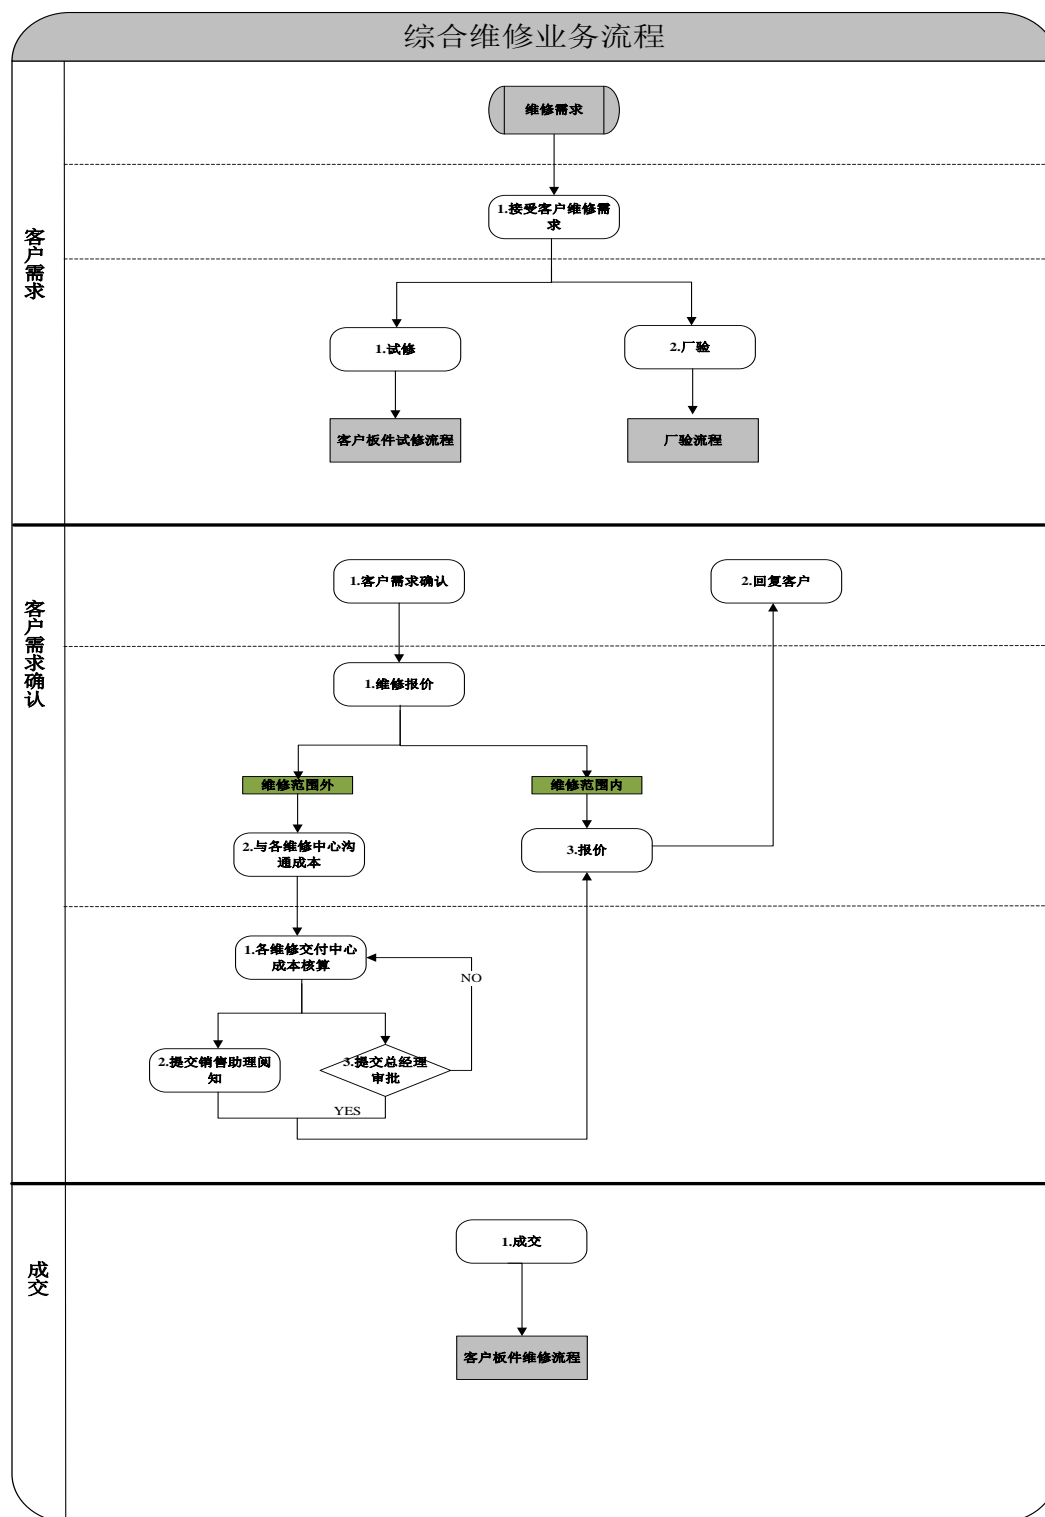 综合维修业务流程
客户需求
维修需求
1.接受客户维修需
求
1.试修
2.厂验
客户板件试修流程
厂验流程
客户需求确认
1.客户需求确认
2.回复客户
1.维修报价
维修范围外
维修范围内
2.与各维修中心沟
通成本
3.报价
1.各维修交付中心
成本核算
NO
2.提交销售助理阅
知
3.提交总经理
审批
YES
成交
1.成交
客户板件维修流程